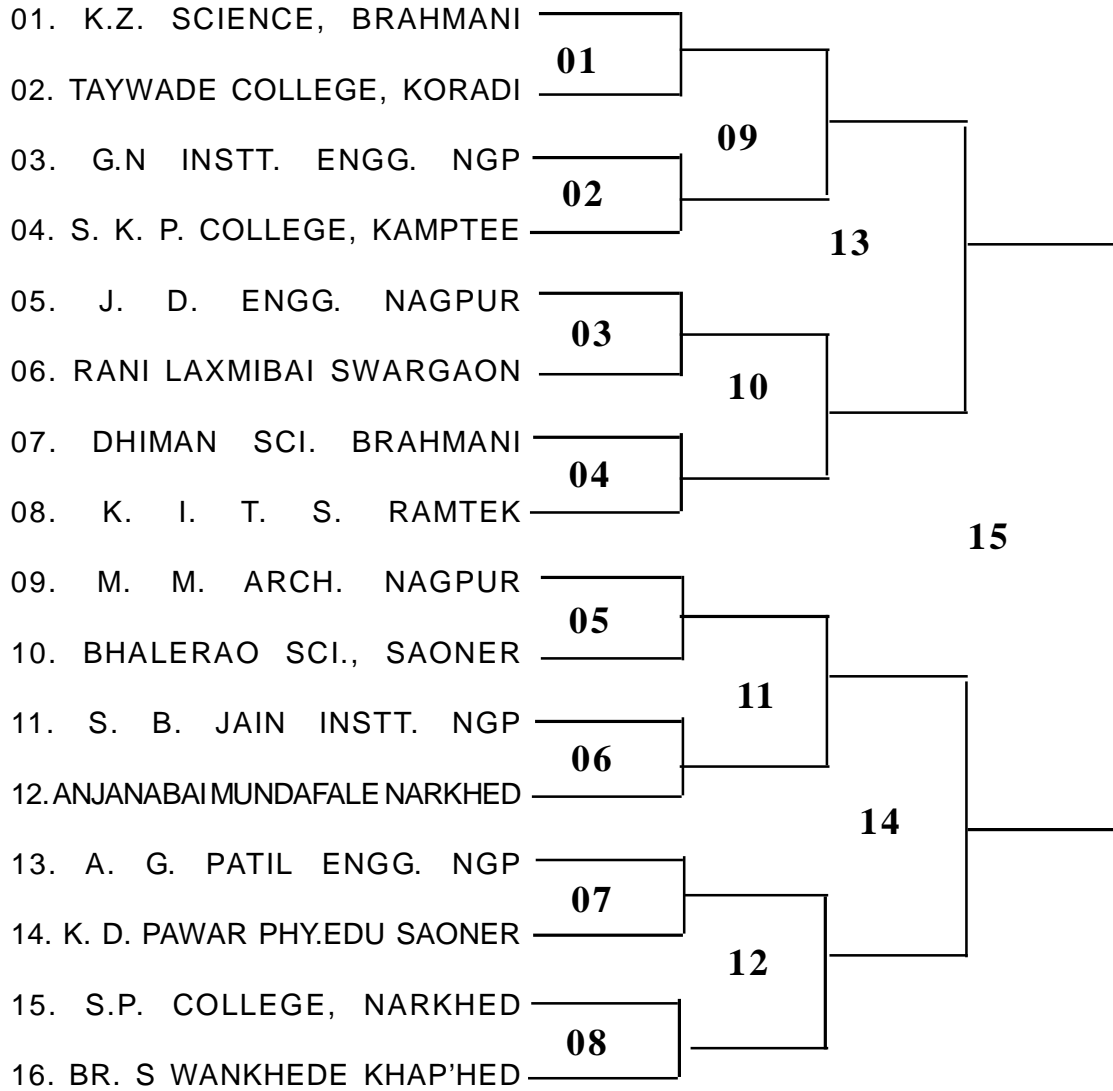 01. K.Z. SCIENCE, BRAHMANI
01
02. TAYWADE COLLEGE, KORADI
09
03. G.N INSTT. ENGG. NGP
02
04. S. K. P. COLLEGE, KAMPTEE
13
05. J. D. ENGG. NAGPUR
03
06. RANI LAXMIBAI SWARGAON
10
07. DHIMAN SCI. BRAHMANI
04
08. K. I. T. S. RAMTEK
15
09. M. M. ARCH. NAGPUR
05
10. BHALERAO SCI., SAONER
11
11. S. B. JAIN INSTT. NGP
06
12. ANJANABAI MUNDAFALE NARKHED
14
13. A. G. PATIL ENGG. NGP
07
14. K. D. PAWAR PHY.EDU SAONER
12
15. S.P. COLLEGE, NARKHED
08
16. BR. S WANKHEDE KHAP'HED